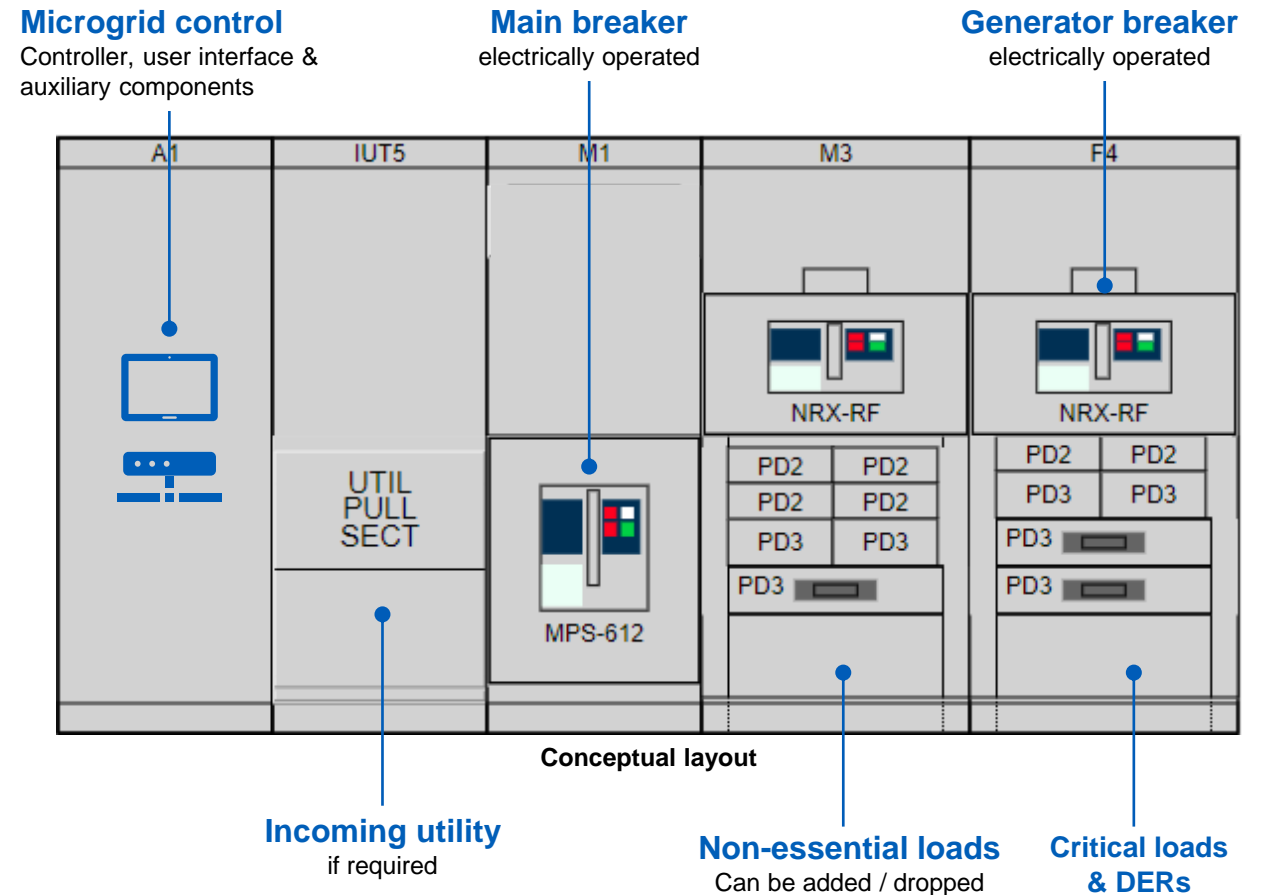 Microgrid control
Controller, user interface &
auxiliary components
Main breaker
electrically operated
Generator breaker
electrically operated
A1
IUT5
M1
M3
F4
UTIL
PULL
SECT
MPS-612
NRX-RF
PD2 PD2
PD2 PD2
PD3 PD3
PD3
NRX-RF
PD2 PD2
PD3 PD3
PD3
PD3
Conceptual layout
Incoming utility
if required
Non-essential loads
Can be added / dropped
Critical loads
& DERs